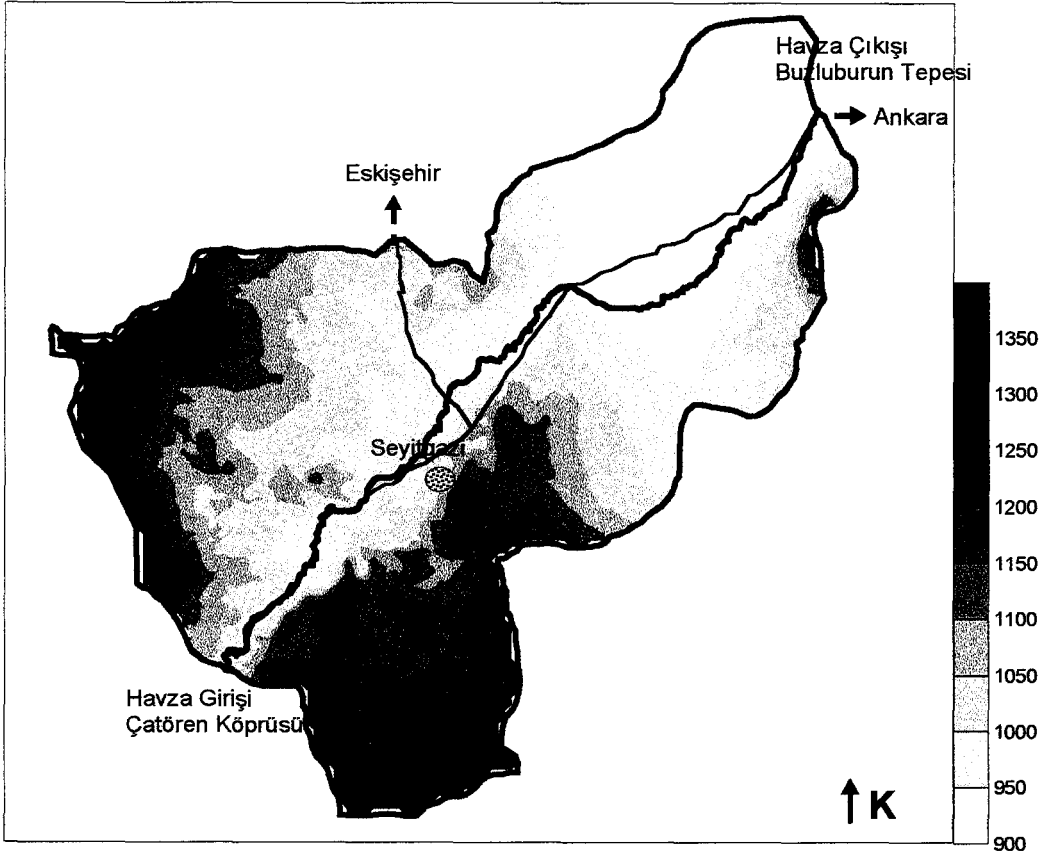 Havza Çıkışı
Buzluburun Tepesi
Ankara
Eskişehir
Seyitgazi
Havza Girişi
Çatören Köprüsü
K
1350
1300
1250
1200
1150
1100
1050
1000
950
900